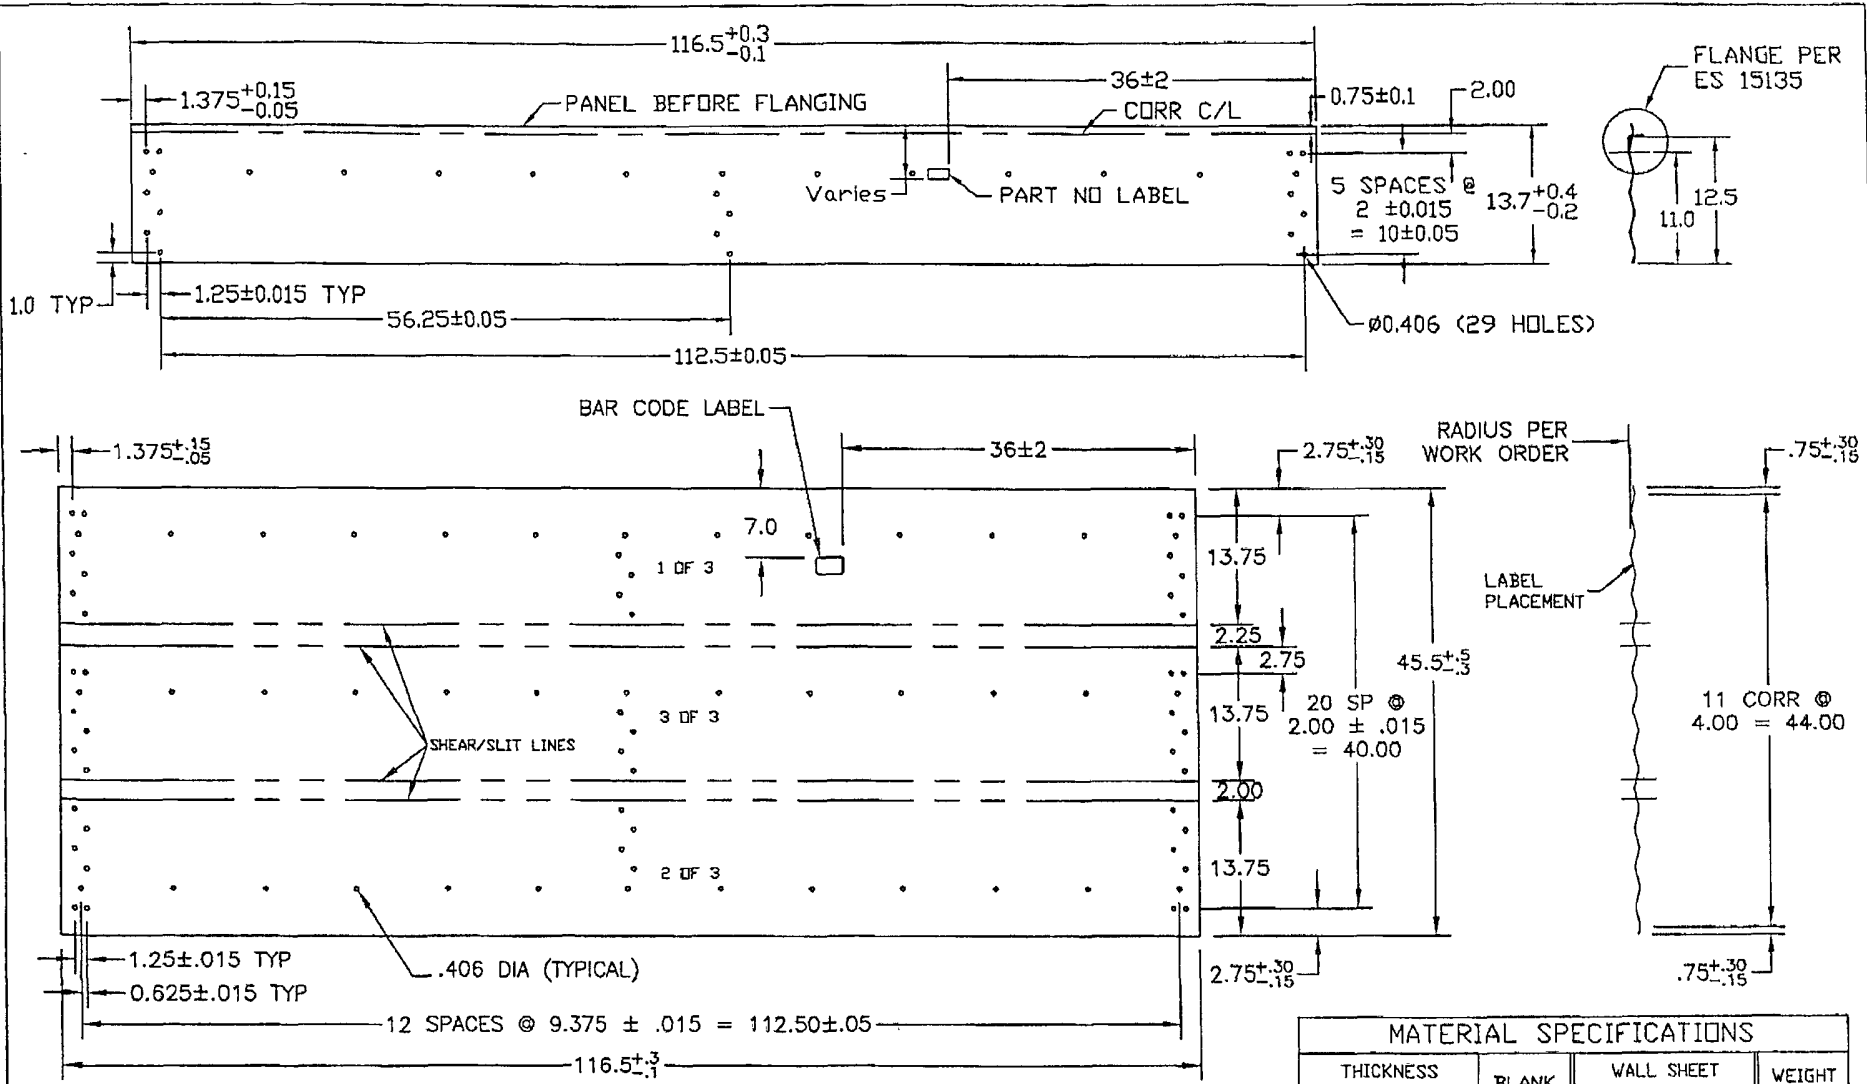 116.5+0.3 -0.1
36±2
FLANGE PER
ES 15135
1.375+0.15 -0.05
PANEL BEFORE FLANGING
CORR C/L
0.75±0.1
2.00
Varies
PART NO LABEL
5 SPACES @
2 ±0.015
= 10±0.05
13.7+0.4 -0.2
11.0
12.5
1.0 TYP
1.25±0.015 TYP
56.25±0.05
ø0.406 (29 HOLES)
112.5±0.05
BAR CODE LABEL
1.375+.15 -.05
36±2
2.75+.30 -.15
RADIUS PER
WORK ORDER
.75+.30 -.15
7.0
13.75
1 OF 3
LABEL
PLACEMENT
2.25
2.75
45.5+.5 -.3
3 OF 3
13.75
20 SP @
2.00 ± .015
= 40.00
11 CORR @
4.00 = 44.00
SHEAR/SLIT LINES
2.00
2 OF 3
13.75
1.25±.015 TYP
.406 DIA (TYPICAL)
2.75+.30 -.15
.75+.30 -.15
0.625±.015 TYP
12 SPACES @ 9.375 ± .015 = 112.50±.05
116.5+.3 -.1
MATERIAL SPECIFICATIONS
THICKNESS
BLANK
WALL SHEET
WEIGHT